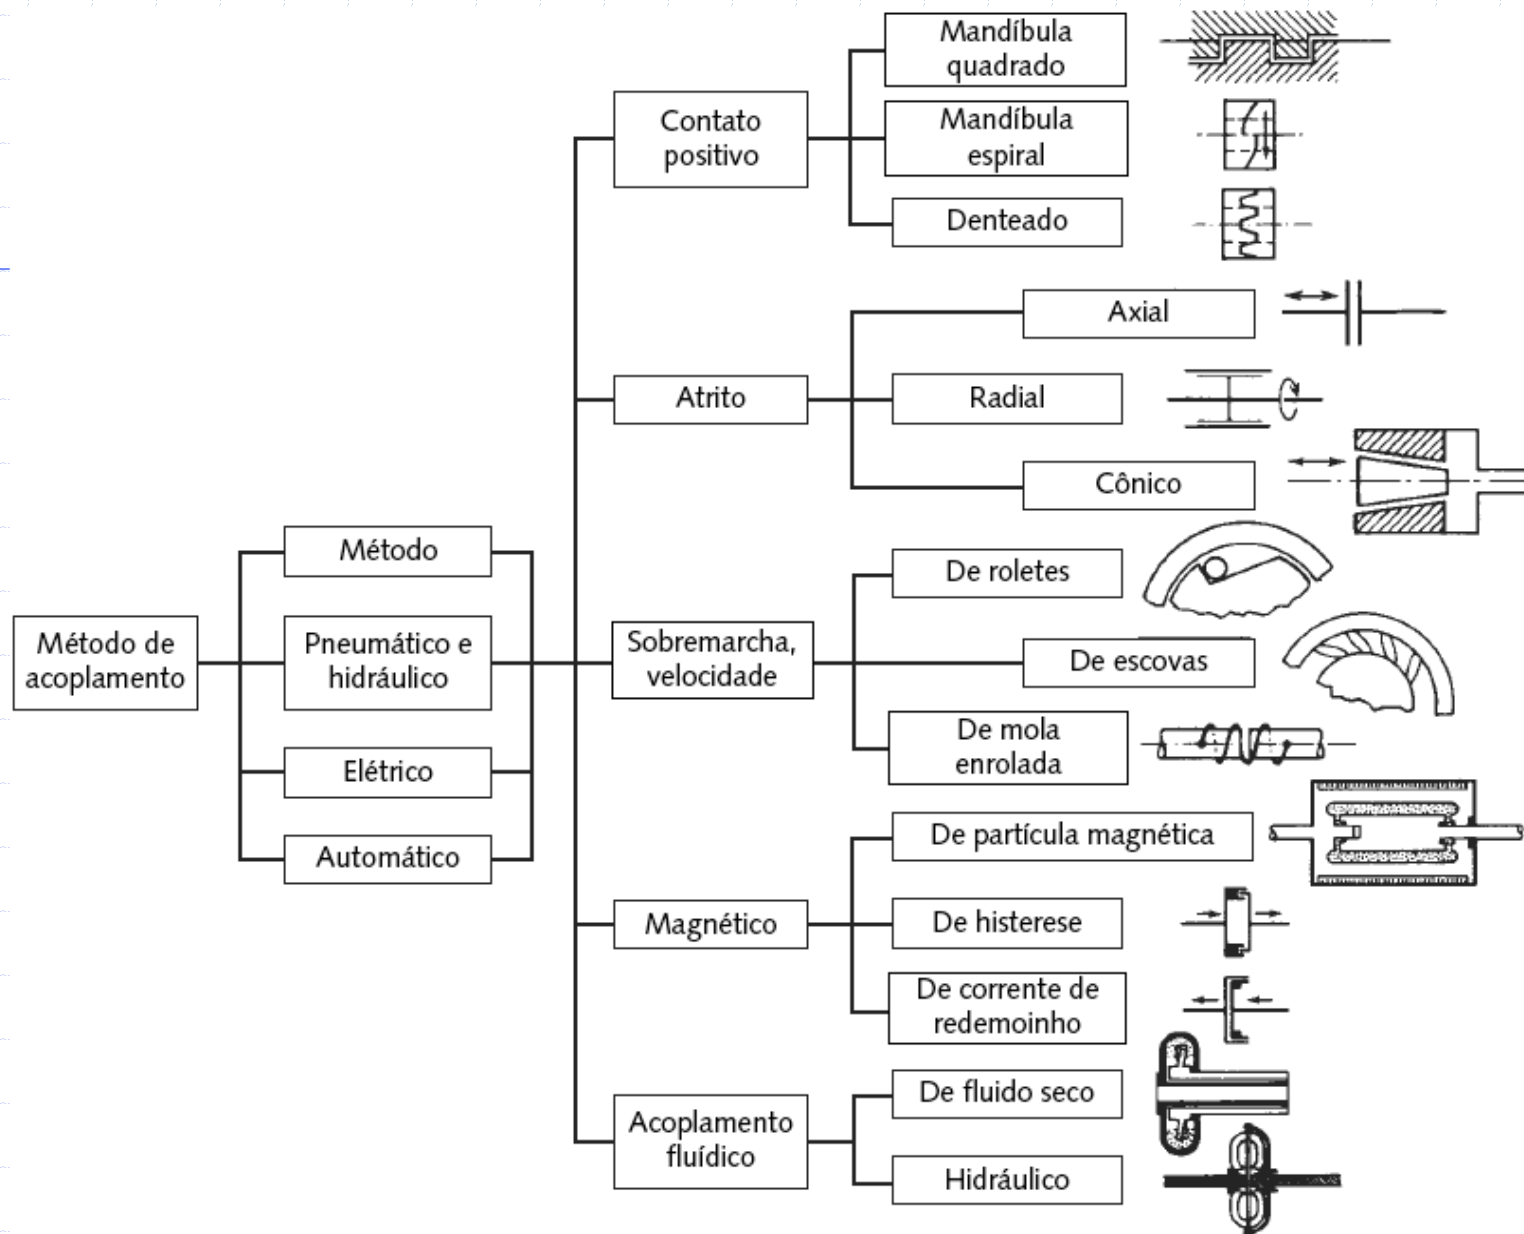 Método de
acoplamento
Método
Pneumático e
hidráulico
Elétrico
Automático
Contato
positivo
Mandíbula
quadrado
Mandíbula
espiral
Denteado
Atrito
Axial
Radial
Cônico
Sobremarcha,
velocidade
De roletes
De escovas
De mola
enrolada
Magnético
De partícula magnética
De histerese
De corrente de
redemoinho
Acoplamento
fluídico
De fluido seco
Hidráulico